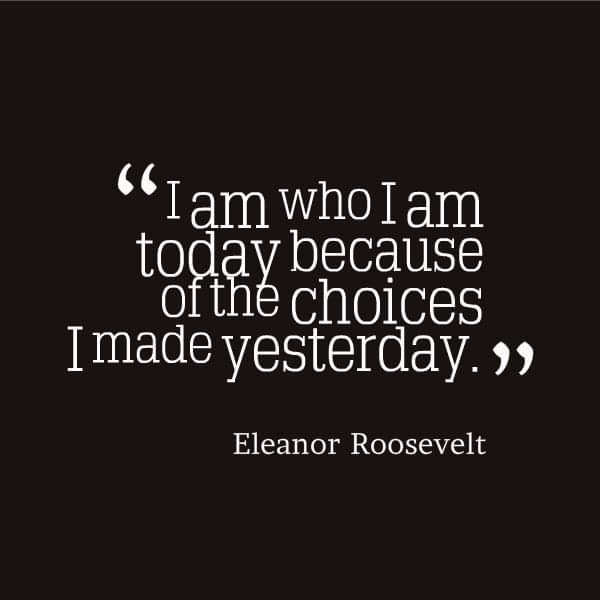 “I am who I am
today because
of the choices
I made yesterday.”
Eleanor Roosevelt